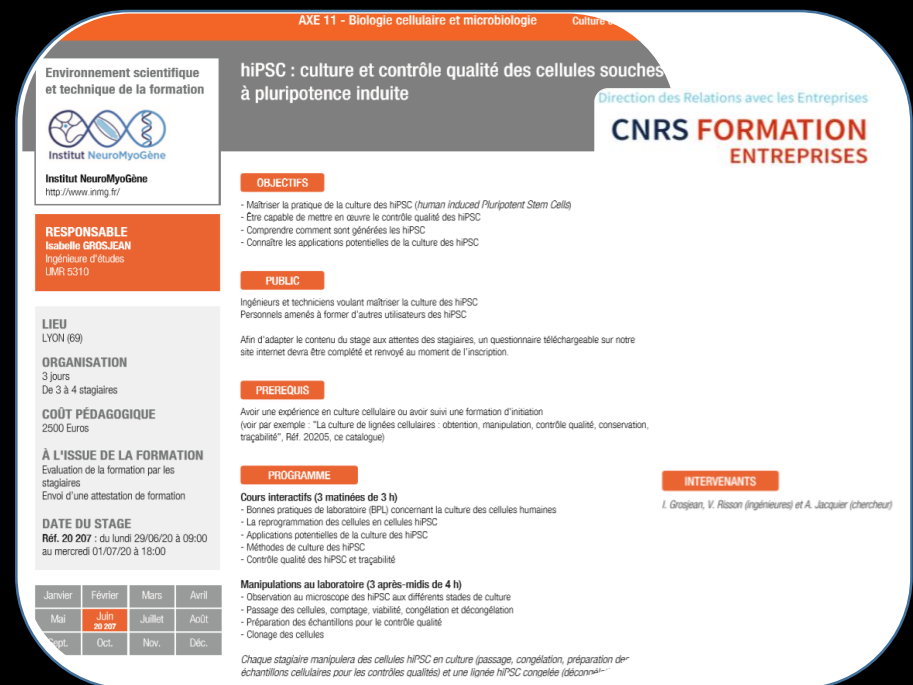 AXE 11 - Biologie cellulaire et microbiologie Culture
Environnement scientifique
et technique de la formation
Institut NeuroMyoGène
Institut NeuroMyoGène
http://www.inmg.fr/
hiPSC : culture et contrôle qualité des cellules souches
à pluripotence induite
Direction des Relations avec les Entreprises
CNRS FORMATION
ENTREPRISES
RESPONSABLE
Isabelle GROSJEAN
Ingénieure d'études
UMR 5310
LIEU
LYON (69)
ORGANISATION
3 jours
De 3 à 4 stagiaires
COÛT PÉDAGOGIQUE
2500 Euros
À L'ISSUE DE LA FORMATION
Evaluation de la formation par les
stagiaires
Envoi d'une attestation de formation
DATE DU STAGE
Réf. 20 207 : du lundi 29/06/20 à 09:00
au mercredi 01/07/20 à 18:00
Janvier Février Mars Avril
Mai Juin Juillet Août
20 207
Sept. Oct. Nov. Déc.
OBJECTIFS
- Maîtriser la pratique de la culture des hiPSC (human induced Pluripotent Stem Cells)
- Être capable de mettre en œuvre le contrôle qualité des hiPSC
- Comprendre comment sont générées les hiPSC
- Connaître les applications potentielles de la culture des hiPSC
PUBLIC
Ingénieurs et techniciens voulant maîtriser la culture des hiPSC
Personnels amenés à former d'autres utilisateurs des hiPSC
Afin d'adapter le contenu du stage aux attentes des stagiaires, un questionnaire téléchargeable sur notre
site internet devra être complété et renvoyé au moment de l'inscription.
PREREQUIS
Avoir une expérience en culture cellulaire ou avoir suivi une formation d'initiation
(voir par exemple : "La culture de lignées cellulaires : obtention, manipulation, contrôle qualité, conservation,
traçabilité", Réf. 20205, ce catalogue)
PROGRAMME
Cours interactifs (3 matinées de 3 h)
- Bonnes pratiques de laboratoire (BPL) concernant la culture des cellules humaines
- La reprogrammation des cellules en cellules hiPSC
- Applications potentielles de la culture des hiPSC
- Méthodes de culture des hiPSC
- Contrôle qualité des hiPSC et traçabilité
Manipulations au laboratoire (3 après-midis de 4 h)
- Observation au microscope des hiPSC aux différents stades de culture
- Passage des cellules, comptage, viabilité, congélation et décongélation
- Préparation des échantillons pour le contrôle qualité
- Clonage des cellules
Chaque stagiaire manipulera des cellules hiPSC en culture (passage, congélation, préparation des
échantillons cellulaires pour les contrôles qualités) et une lignée hiPSC congelée
INTERVENANTS
I. Grosjean, V. Risson (ingénieures) et A. Jacquier (chercheur)